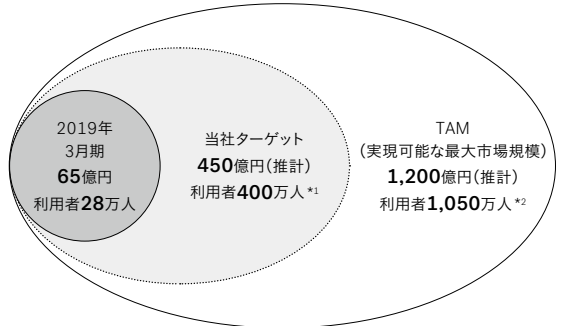 2019年
3月期
65億円
利用者28万人
当社ターゲット
450億円(推計)
利用者400万人*1
TAM
(実現可能な最大市場規模)
1,200億円(推計)
利用者1,050万人*2